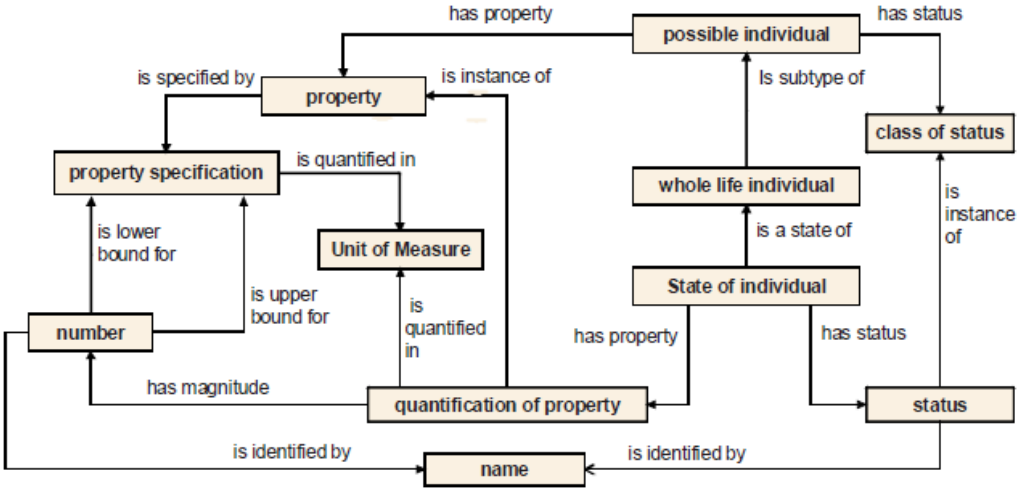 has property
possible individual
has status
is specified by
property
is instance of
Is subtype of
class of status
property specification
is quantified in
whole life individual
is
instance
of
is lower
bound for
Unit of Measure
is a state of
State of individual
is upper
bound for
number
is
quantified
in
has property
has status
has magnitude
quantification of property
status
is identified by
name
is identified by